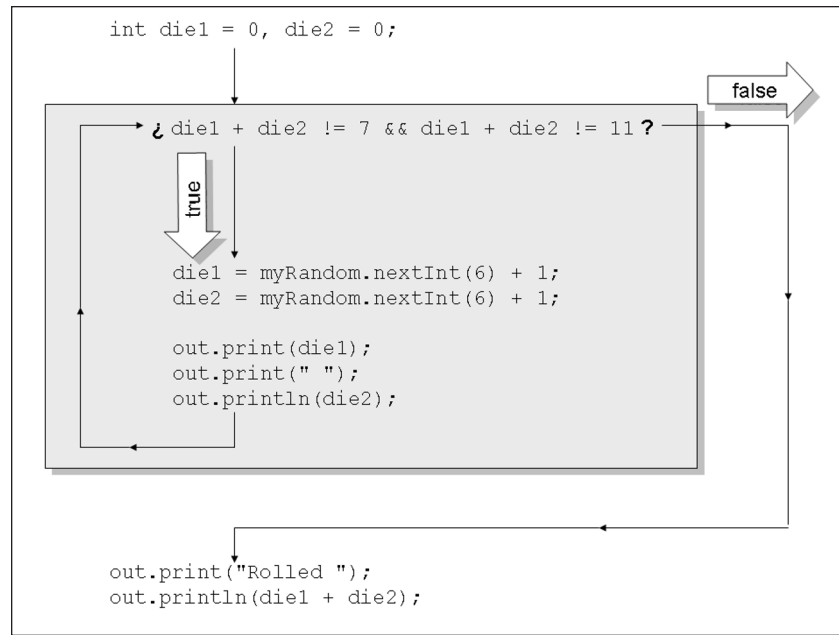 int die1 = 0, die2 = 0;
false
¿ die1 + die2 != 7 && die1 + die2 != 11 ?
true
die1 = myRandom.nextInt(6) + 1;
die2 = myRandom.nextInt(6) + 1;
out.print(die1);
out.print(" ");
out.println(die2);
out.print("Rolled ");
out.println(die1 + die2);